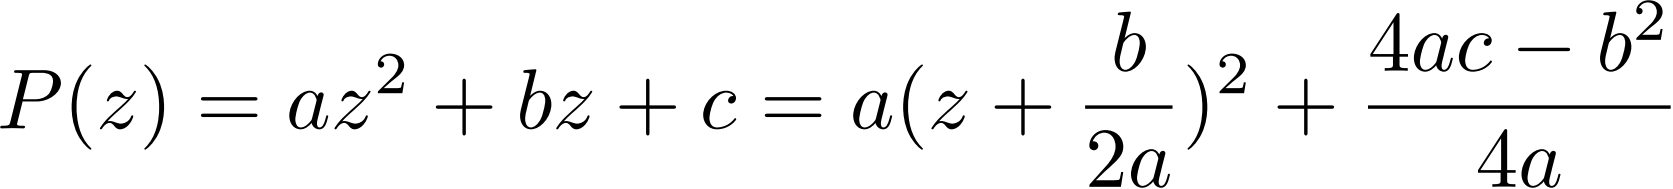 P(z) = az^2 + bz + c = a(z + \frac{b}{2a})^2 + \frac{4ac - b^2}{4a}